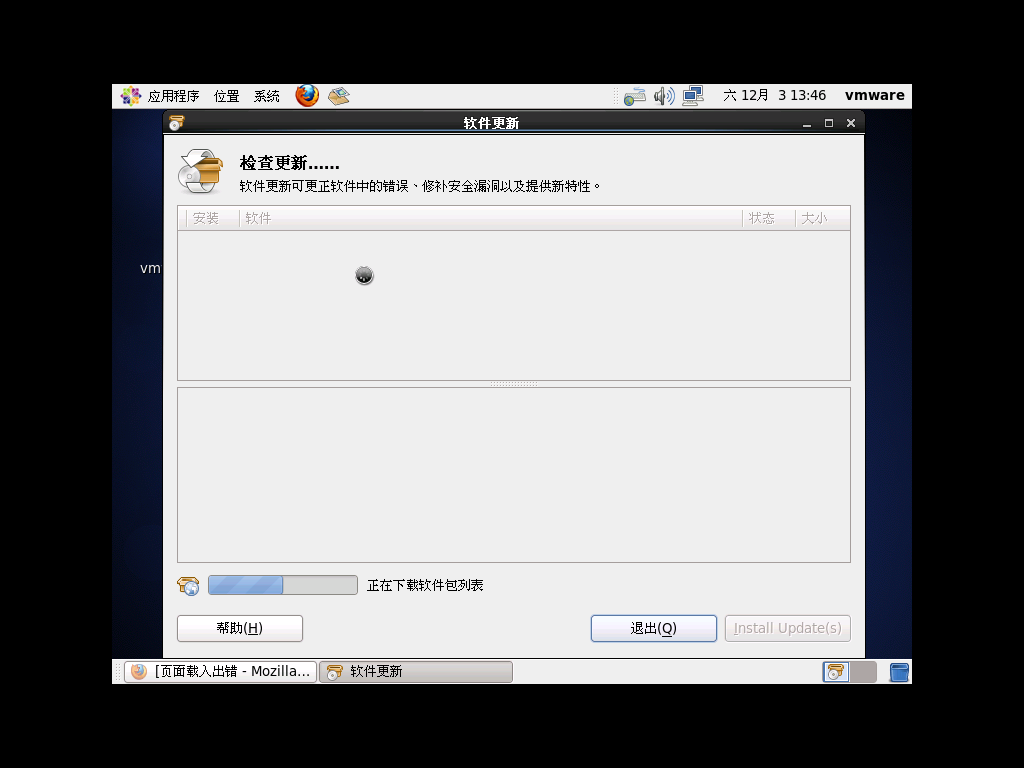 应用程序 位置 系统 六 12月 3 13:46 vmware
软件更新
检查更新......
软件更新可更正软件中的错误、修补安全漏洞以及提供新特性。
安装 软件 状态 大小
vm
正在下载软件包列表
帮助(H) 退出(Q) Install Update(s)
[页面载入出错 - Mozilla... 软件更新